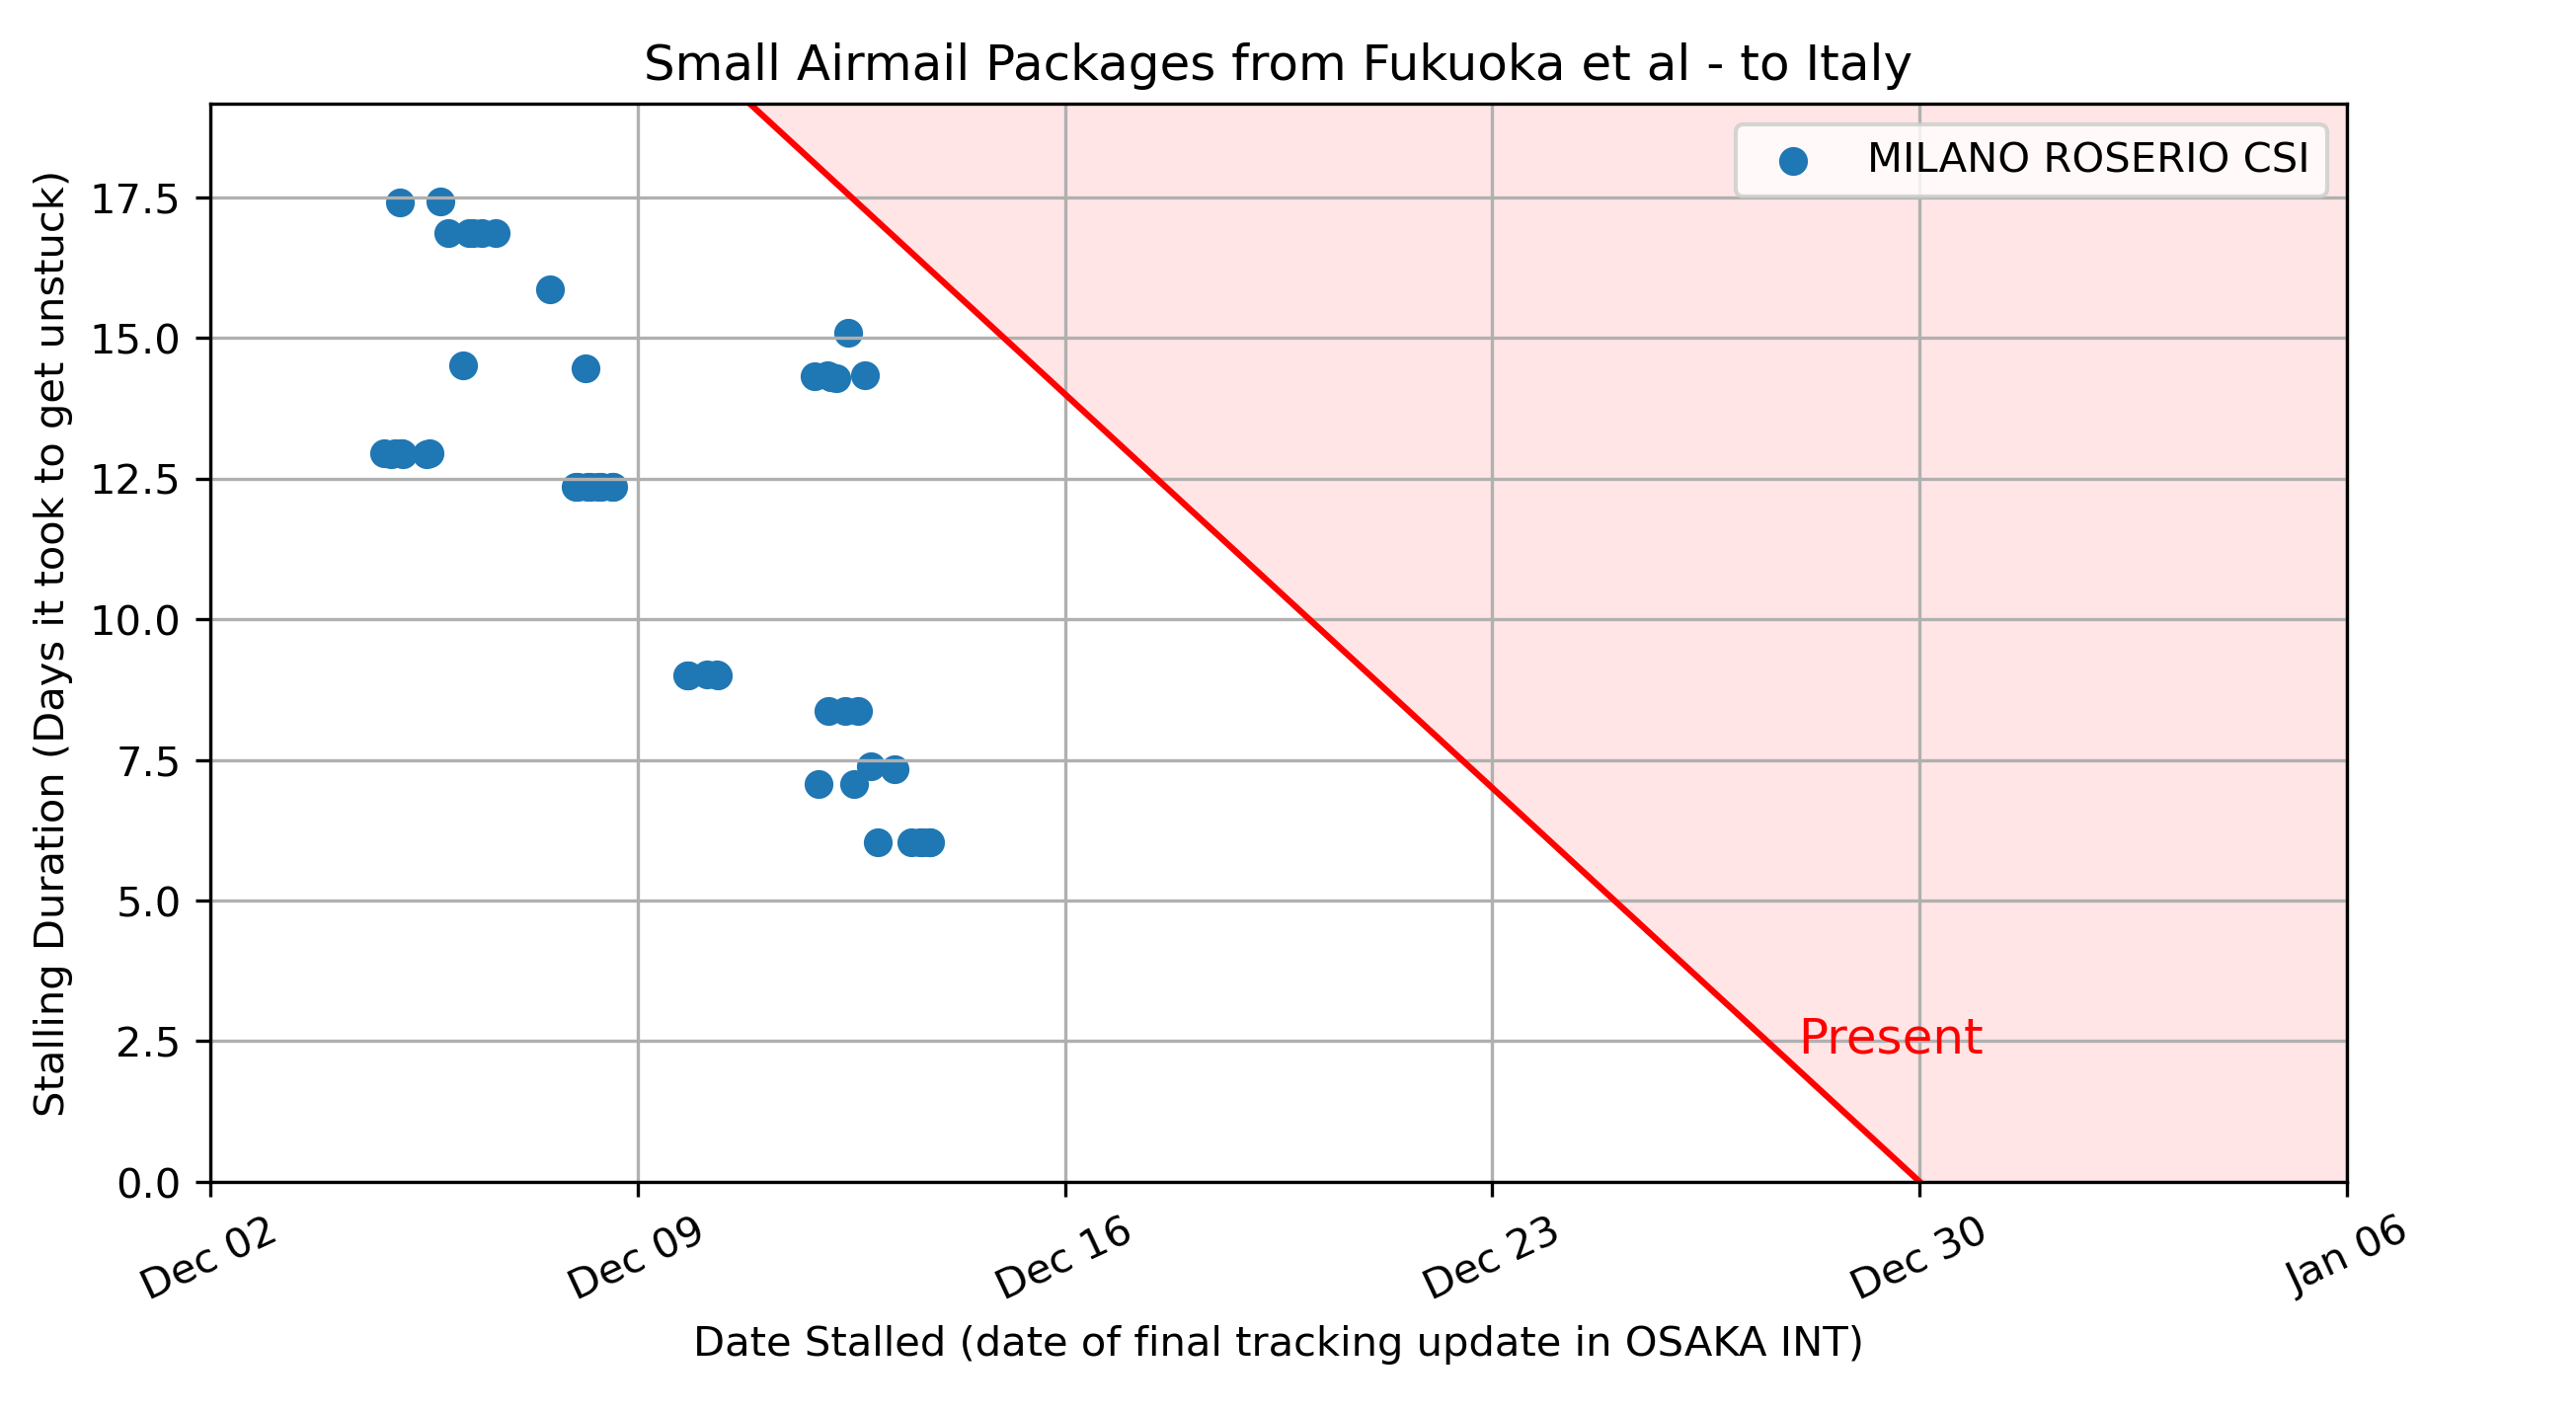 Small Airmail Packages from Fukuoka et al - to Italy
MILANO ROSERIO CSI
Stalling Duration (Days it took to get unstuck)
17.5
15.0
12.5
10.0
7.5
5.0
2.5
0.0
Present
Dec 02
Dec 09
Dec 16
Dec 23
Dec 30
Jan 06
Date Stalled (date of final tracking update in OSAKA INT)